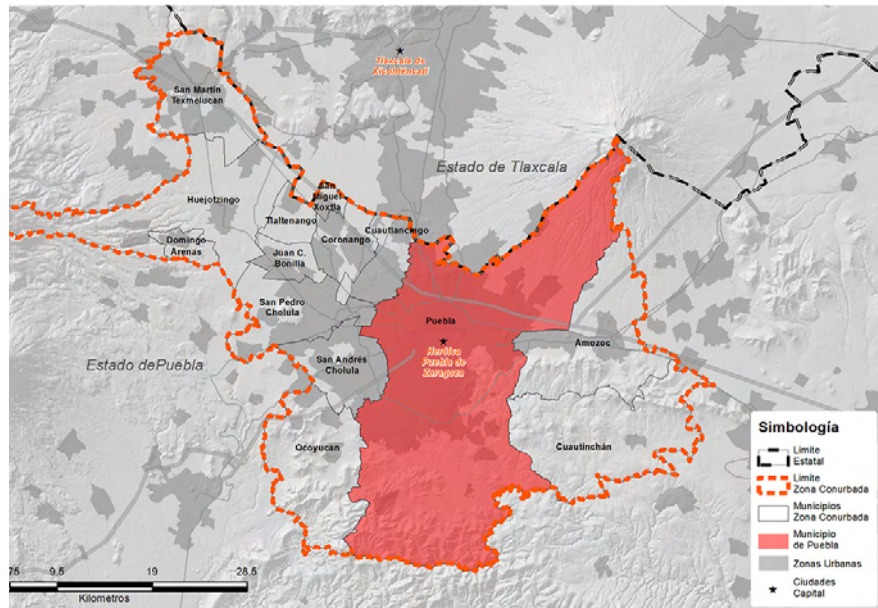 Tlaxcala de
Xicohtencatl
San Martín
Texmelucan
Estado de Tlaxcala
Huejotzingo
San
Miguel
Xoxtla
Tlaltenango
Cuautlancingo
Coronango
Domingo
Arenas
Juan C.
Bonilla
San Pedro
Cholula
Puebla
Amozoc
Heróica
Puebla de
Zaragoza
San Andrés
Cholula
Estado dePuebla
Ocoyucan
Cuautinchán
Simbología
Limite
Estatal
Limite
Zona Conurbada
Municipios
Zona Conurbada
Municipio
de Puebla
Zonas Urbanas
Ciudades
Capital
75 9.5 19 28.5
Kilometros